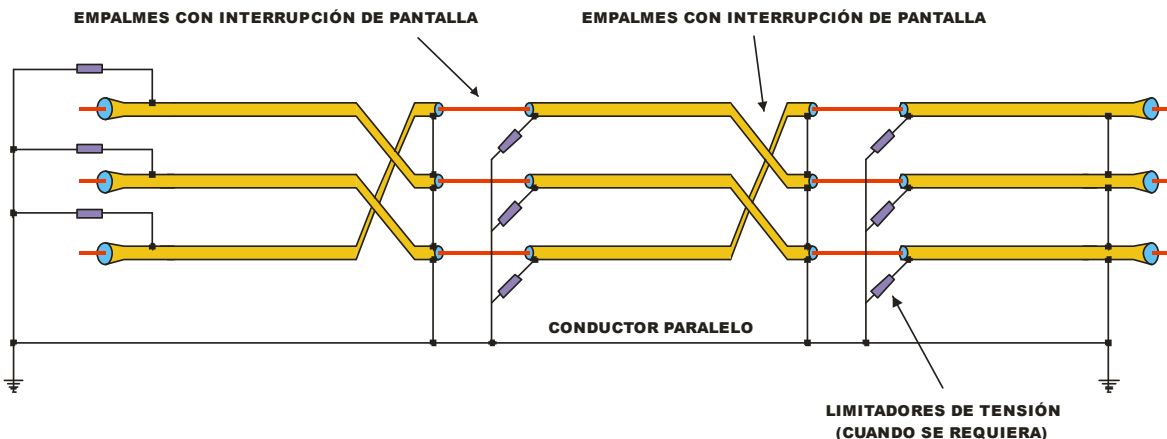 EMPALMES CON INTERRUPCIÓN DE PANTALLA
EMPALMES CON INTERRUPCIÓN DE PANTALLA
CONDUCTOR PARALELO
LIMITADORES DE TENSIÓN
(CUANDO SE REQUIERA)